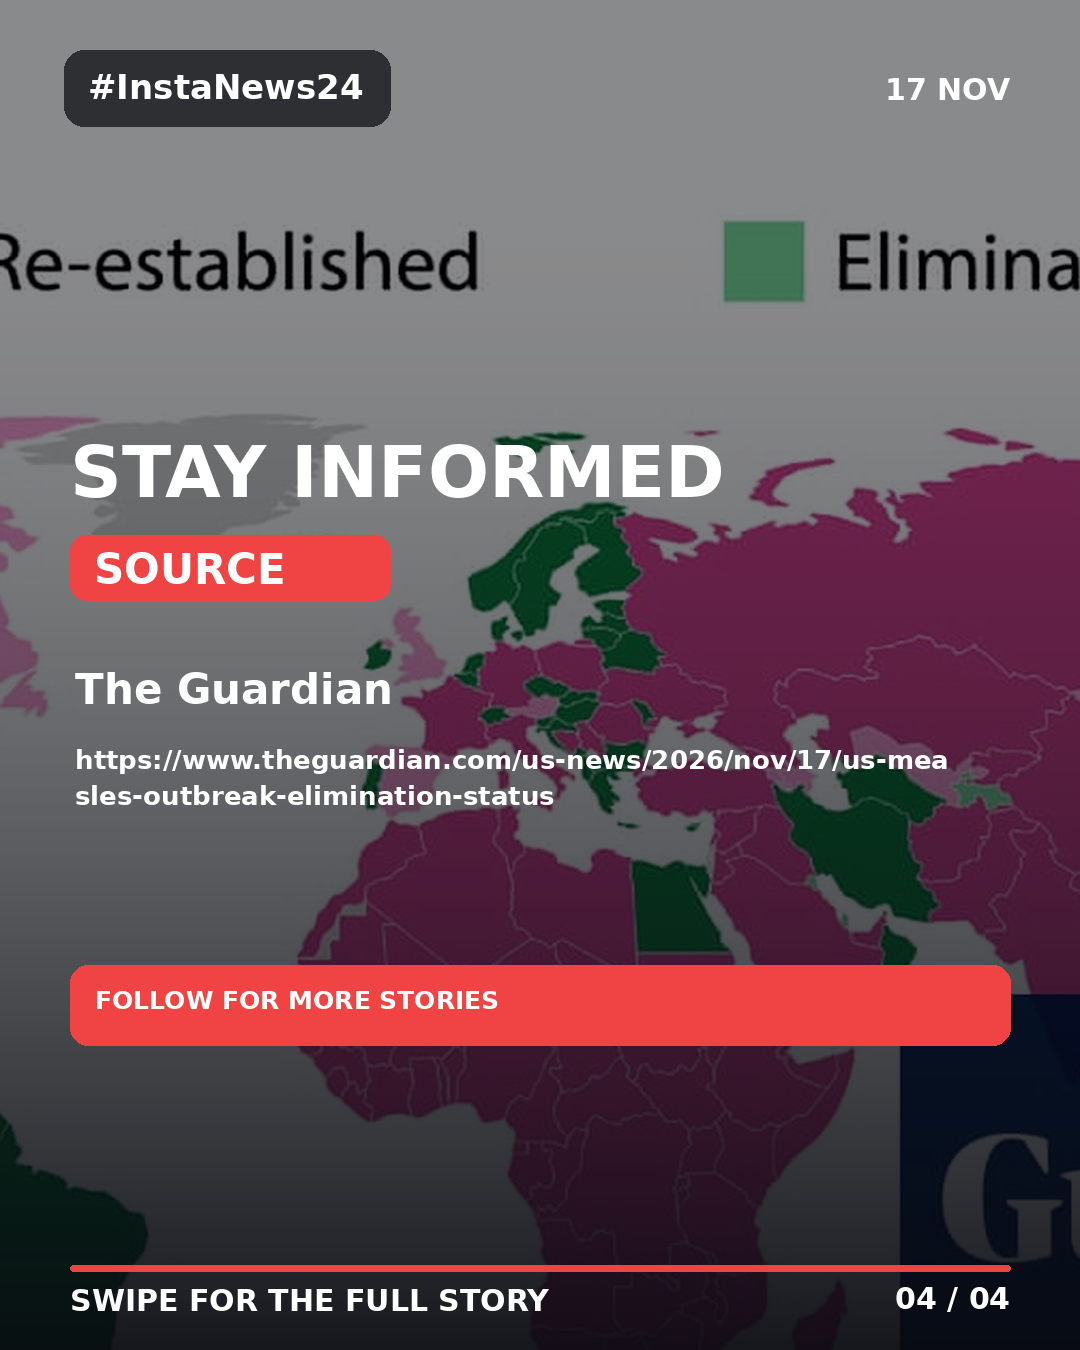 #InstaNews24
17 NOV
Re-established
Elimina
STAY INFORMED
SOURCE
The Guardian
https://www.theguardian.com/us-news/2026/nov/17/us-mea
sles-outbreak-elimination-status
FOLLOW FOR MORE STORIES
G
SWIPE FOR THE FULL STORY
04 / 04